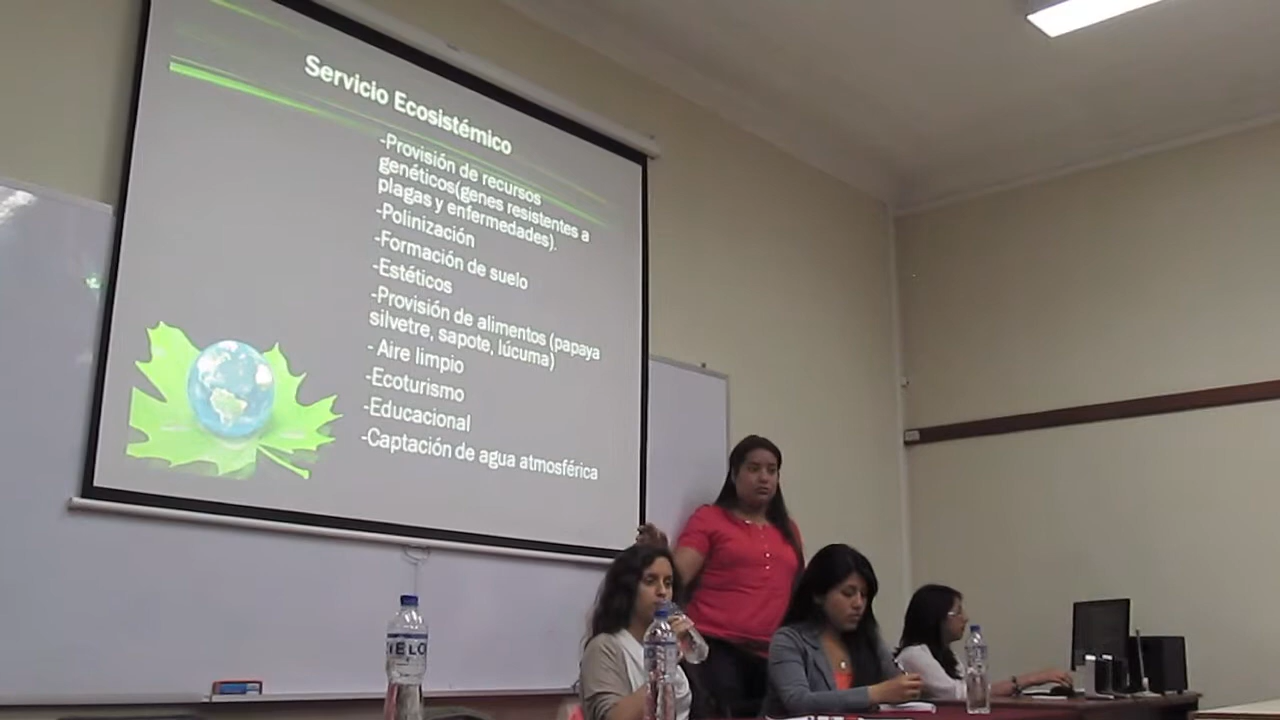 Servicio Ecosistémico
-Provisión de recursos
genéticos(genes resistentes a
plagas y enfermedades).
-Polinización
-Formación de suelo
-Estéticos
-Provisión de alimentos (papaya
silvetre, sapote, lúcuma)
- Aire limpio
-Ecoturismo
-Educacional
-Captación de agua atmosférica
CIELO